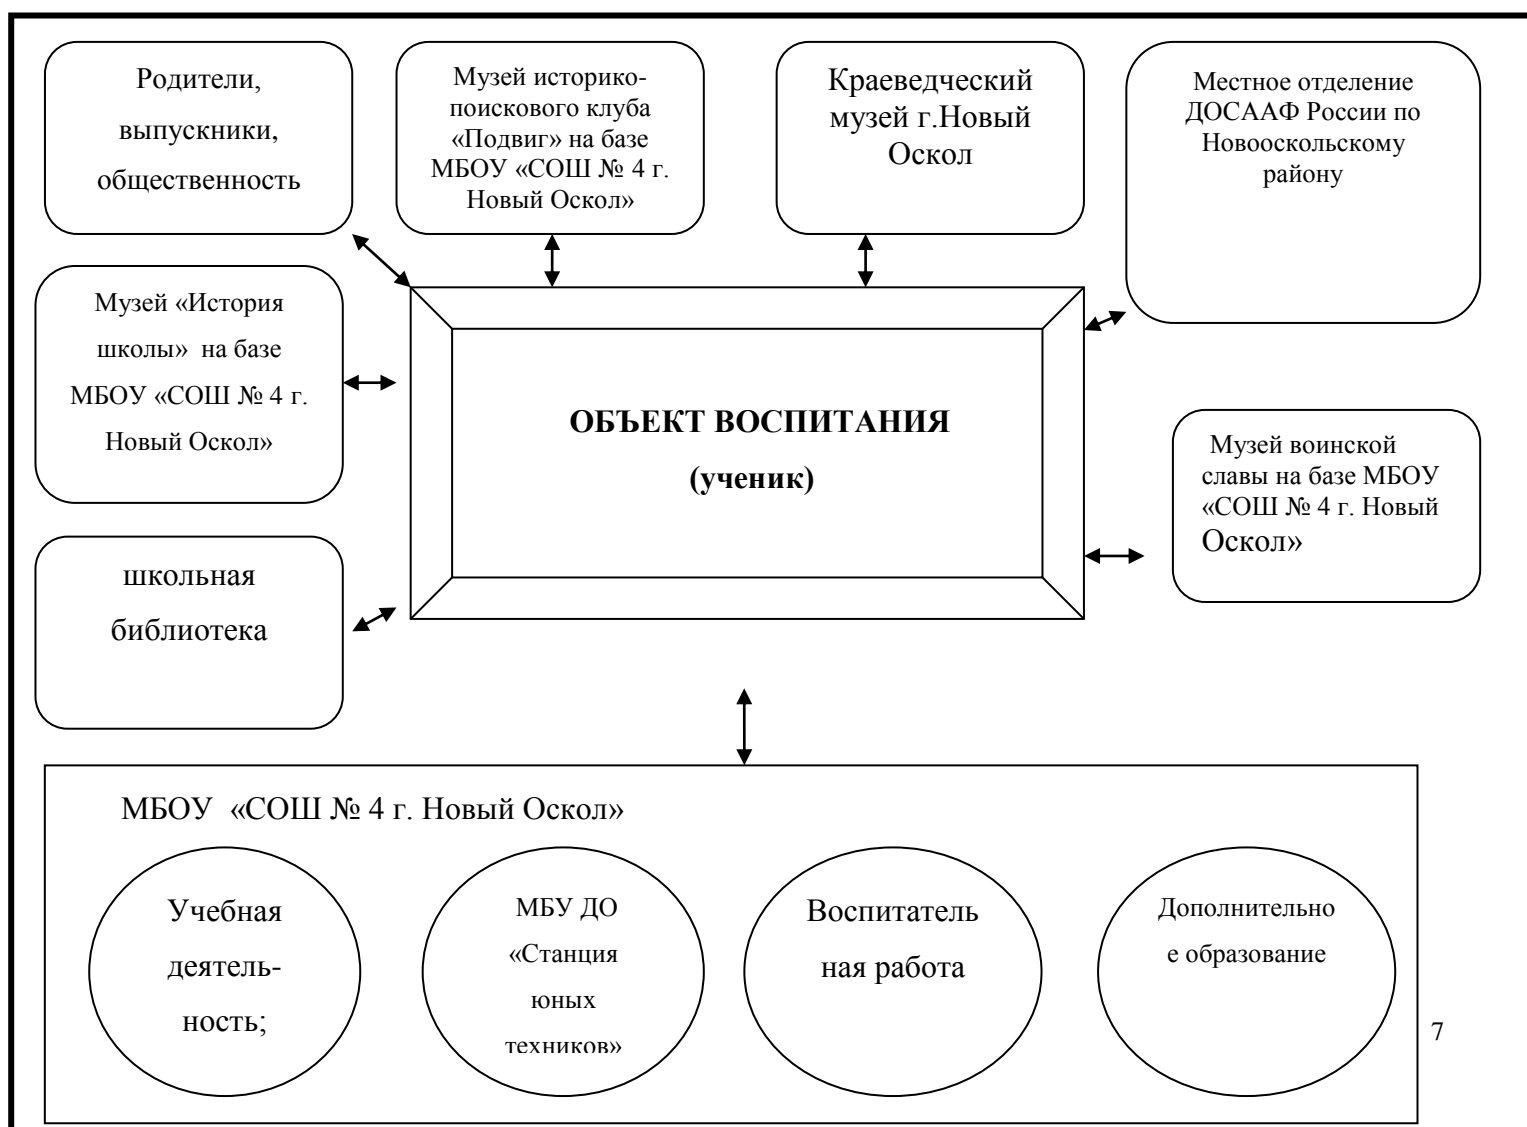 Родители,
выпускники,
общественность
Музей историко-
поискового клуба
«Подвиг» на базе
МБОУ «СОШ № 4 г.
Новый Оскол»
Краеведческий
музей г.Новый
Оскол
Местное отделение
ДОСААФ России по
Новооскольскому
району
Музей «История
школы» на базе
МБОУ «СОШ № 4 г.
Новый Оскол»
ОБЪЕКТ ВОСПИТАНИЯ
(ученик)
Музей воинской
славы на базе МБОУ
«СОШ № 4 г. Новый
Оскол»
школьная
библиотека
МБОУ «СОШ № 4 г. Новый Оскол»
Учебная
деятель-
ность;
МБУ ДО
«Станция
юных
техников»
Воспитатель
ная работа
Дополнительно
е образование
7